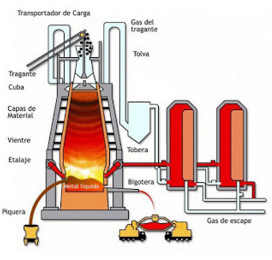 Transportador de Carga
Gas del
tragante
Tolva
Tragante
Cuba
Capas de
Material
Vientre
Etalaje
Tobera
Bigotera
Metal líquido
Piquera
Gas de escape